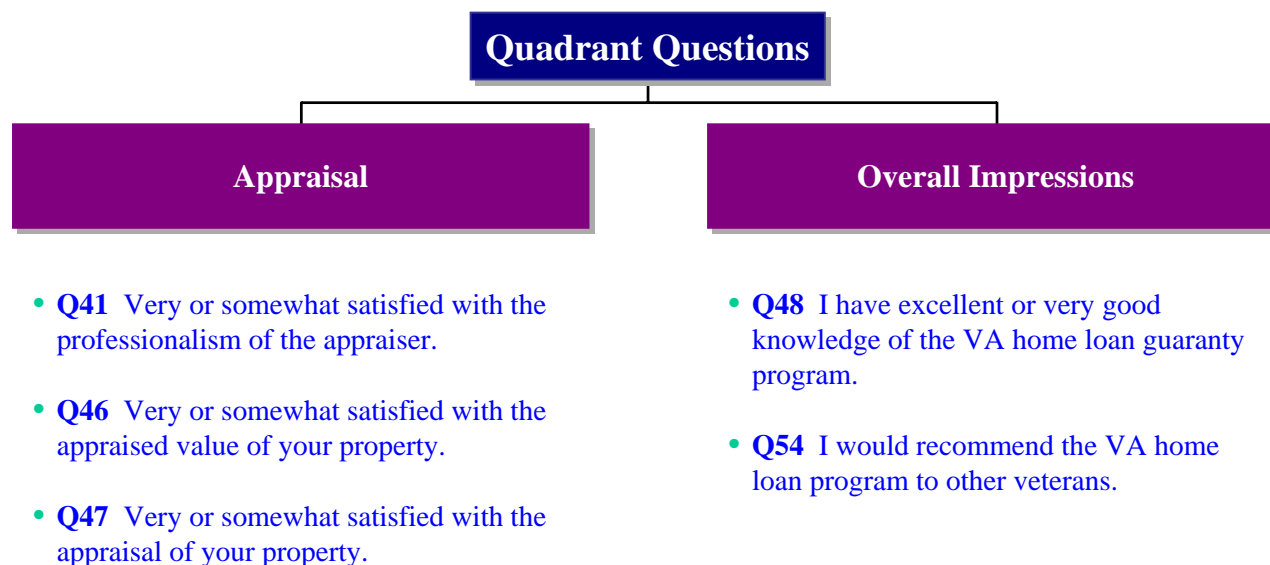 Quadrant Questions
Appraisal
• Q41 Very or somewhat satisfied with the
professionalism of the appraiser.
• Q46 Very or somewhat satisfied with the
appraised value of your property.
• Q47 Very or somewhat satisfied with the
appraisal of your property.
Overall Impressions
• Q48 I have excellent or very good
knowledge of the VA home loan guaranty
program.
• Q54 I would recommend the VA home
loan program to other veterans.